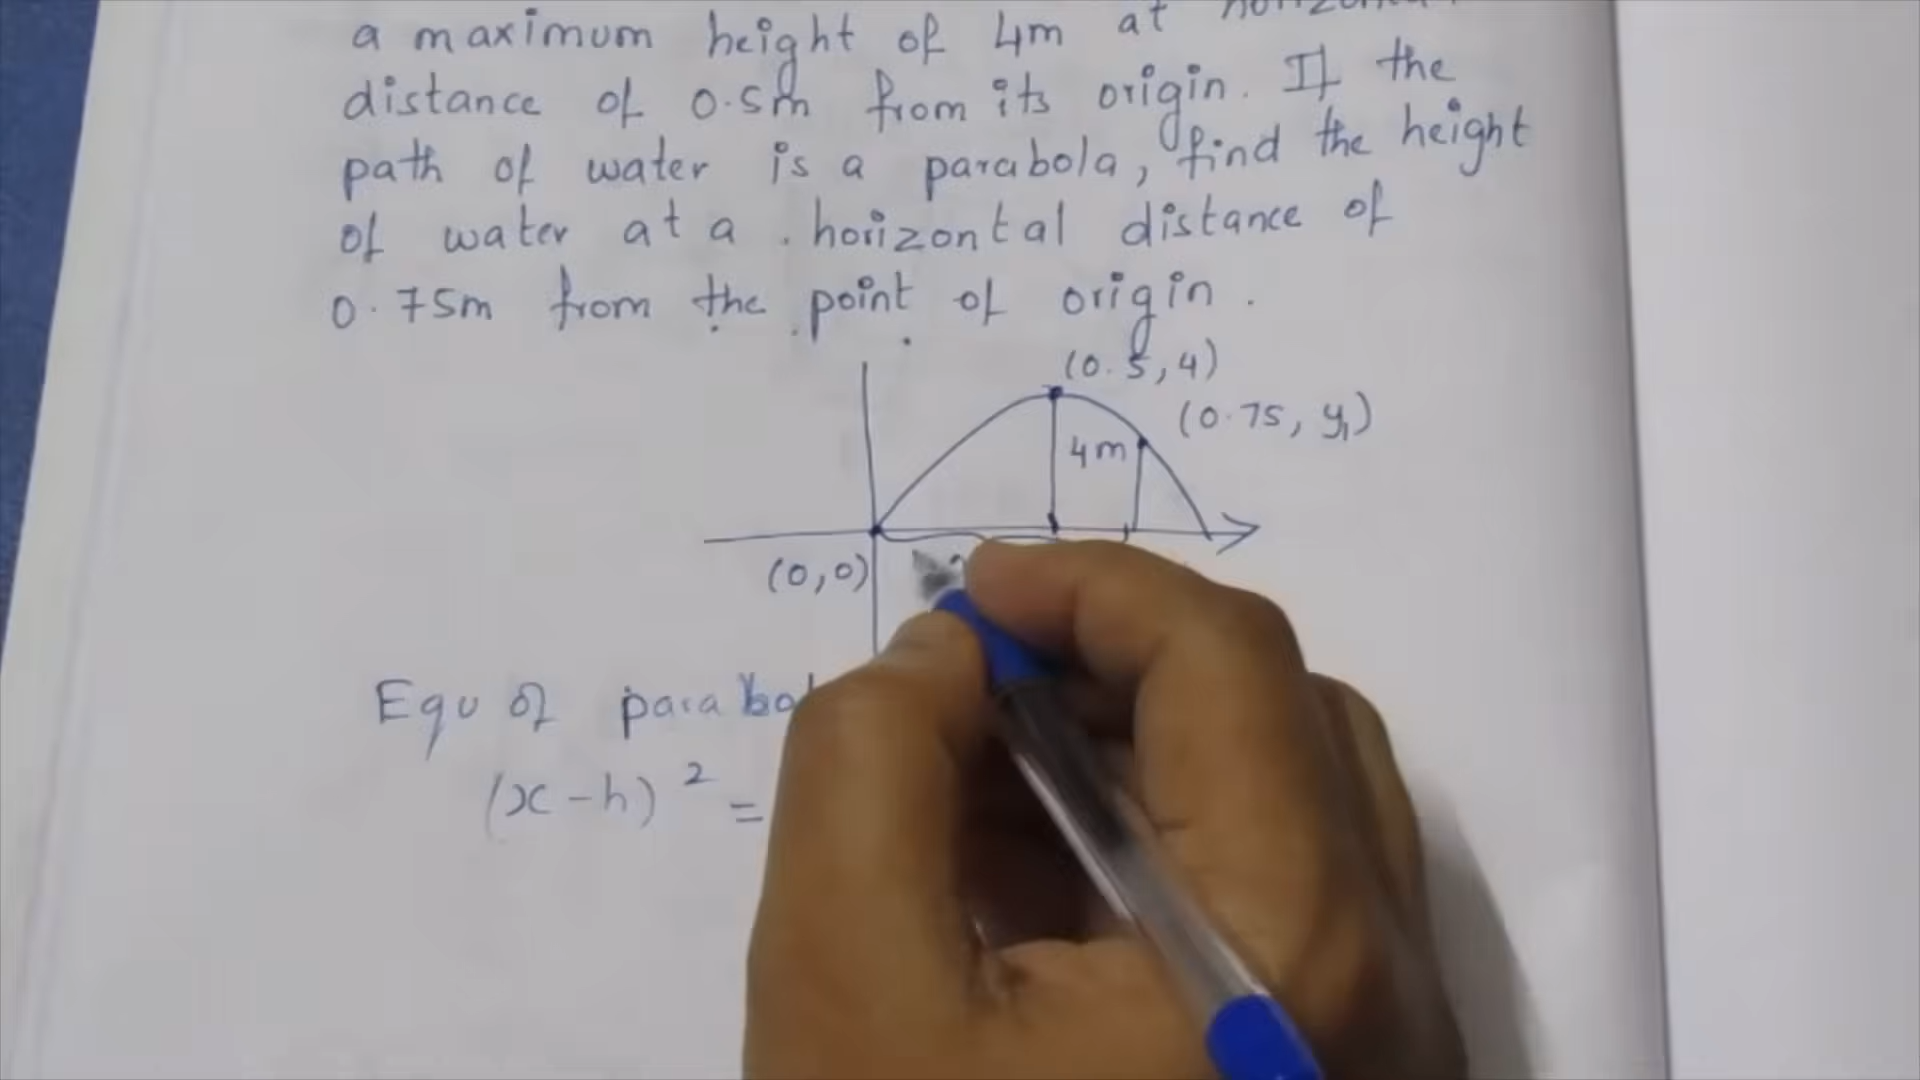 a maximum height of 4m at
distance of 0.5m from its origin. If the
path of water is a parabola, find the height
of water at a horizontal distance of
0.75m from the point of origin.
(0.5, 4)
(0.75, y₁)
4m
(0,0)
Equ of
(x-h)² =